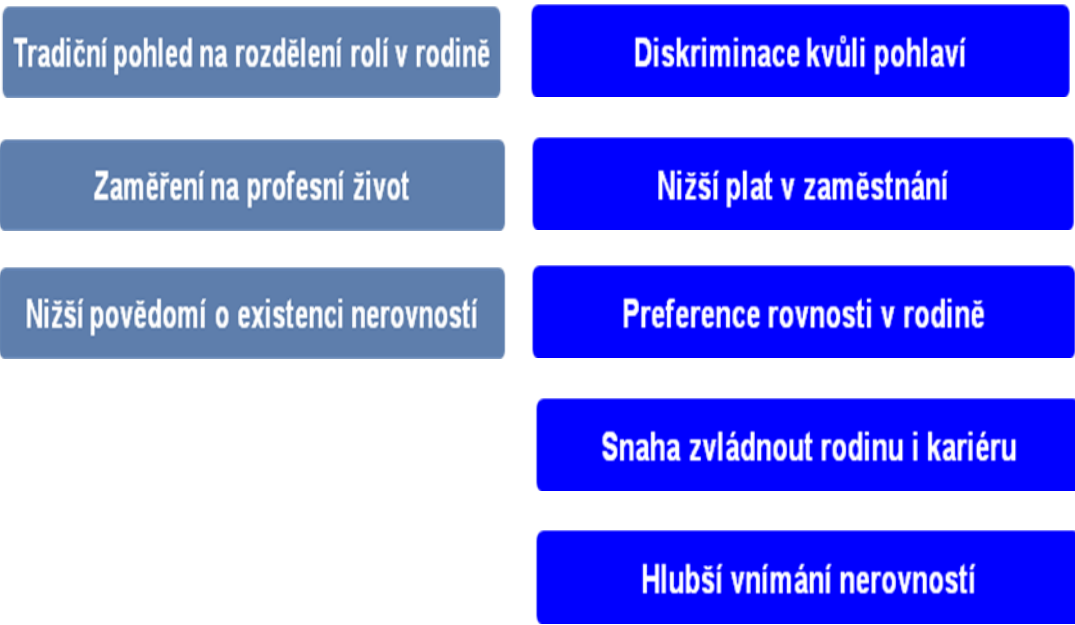 Tradiční pohled na rozdělení rolí v rodině
Diskriminace kvůli pohlaví
Zaměření na profesní život
Nižší plat v zaměstnání
Nižší povědomí o existenci nerovností
Preference rovnosti v rodině
Snaha zvládnout rodinu i kariéru
Hlubší vnímání nerovností